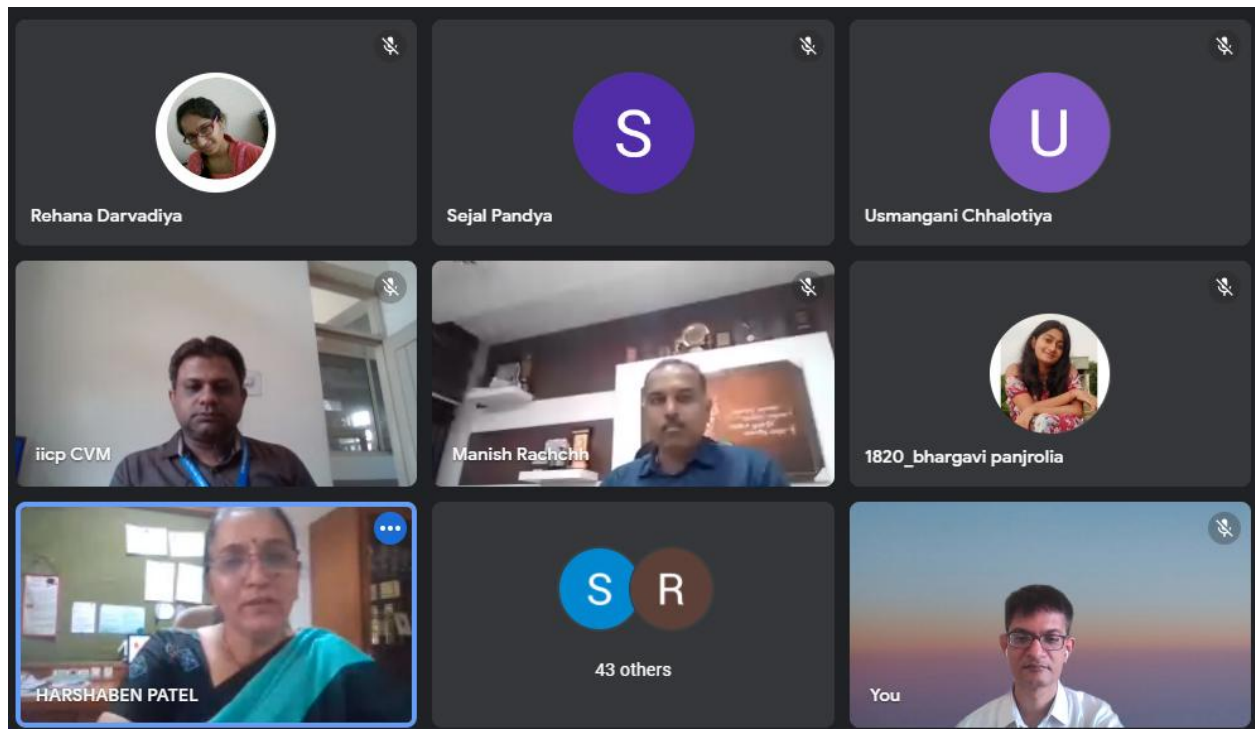 Rehana Darvadiya
S
Sejal Pandya
U
Usmangani Chhalotiya
iicp CVM
Manish Rachchh
1820_bhargavi panjrolia
HARSHABEN PATEL
S R
43 others
You